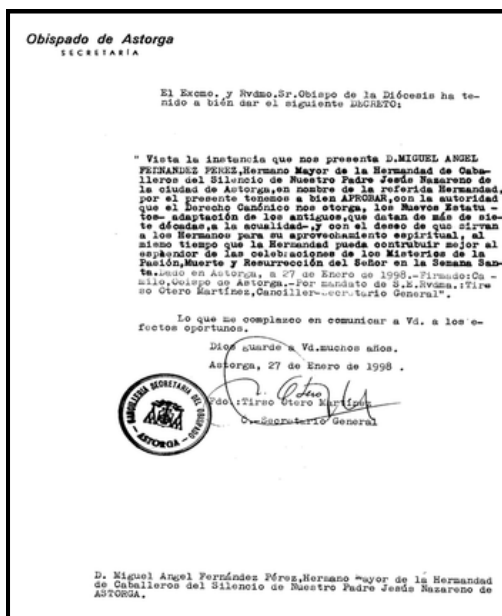 Obispado de Astorga
SECRETARÍA
El Excmo. y Rvdmo.Sr.Obispo de la Diócesis ha te-
nido a bién dar el siguiente DECRETO:
" Vista la instancia que nos presenta D.MIGUEL ANGEL
FERNANDEZ PEREZ,Hermano Mayor de la Hermandad de Caba-
lleros del Silencio de Nuestro Padre Jesús Nazareno de
la ciudad de Astorga,en nombre de la referida Hermandad,
por el presente tenemos a bien APROBAR,con la autoridad
que el Derecho Canónico nos otorga, los Nuevos Estatu -
tos- adaptación de los antiguos,que datan de más de sie-
te décadas,a la acualidad-,y con el deseo de que sirvan
a los Hermanos para su aprovechamiento espiritual, al
mismo tiempo que la Hermandad pueda contrubuir mejor al
esplendor de las celebraciones de los Misterios de la
Pasión,Muerte y Resurrección del Señor en la Semana San-
ta.Dado en Astorga, a 27 de Enero de 1998.-Firmado:Ca -
milo,Obispo de Astorga.-Por mandato de S.E.Rvdma.:Tir-
so Otero Martínez,Canciller-Secretario General".
Lo que me complazco en comunicar a Vd. a los e-
fectos oportunos.
Dios guarde a Vd.muchos años.
Astorga, 27 de Enero de 1998 .
Otero
Fdo.:Tirso Otero Martínez
C.-Secretario General
CANCILLERIA SECRETARIA DEL OBISPADO
- ASTORGA -
D. Miguel Angel Fernández Pérez,Hermano Mayor de la Hermandad
de Caballeros del Silencio de Nuestro Padre Jesús Nazareno de
ASTORGA.